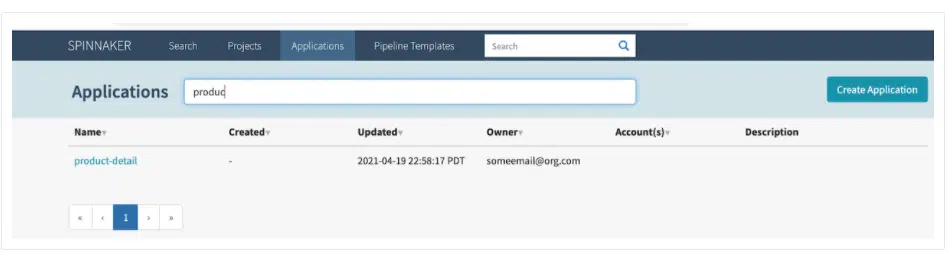 SPINNAKER Search Projects Applications Pipeline Templates Search
Applications produc Create Application
Name Created Updated Owner Account(s) Description
product-detail - 2021-04-19 22:58:17 PDT someemail@org.com
« ‹ 1 › »